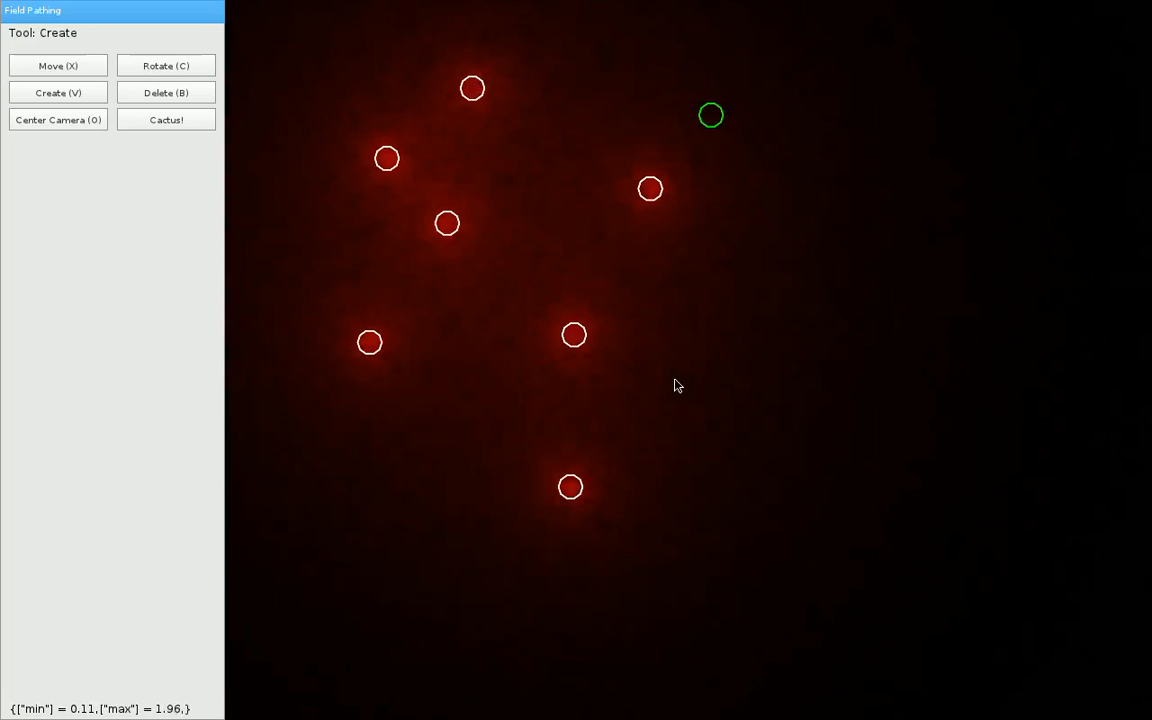 Field Pathing
Tool: Create
Move (X)
Rotate (C)
Create (V)
Delete (B)
Center Camera (0)
Cactus!
{["min"] = 0.11,["max"] = 1.96,}